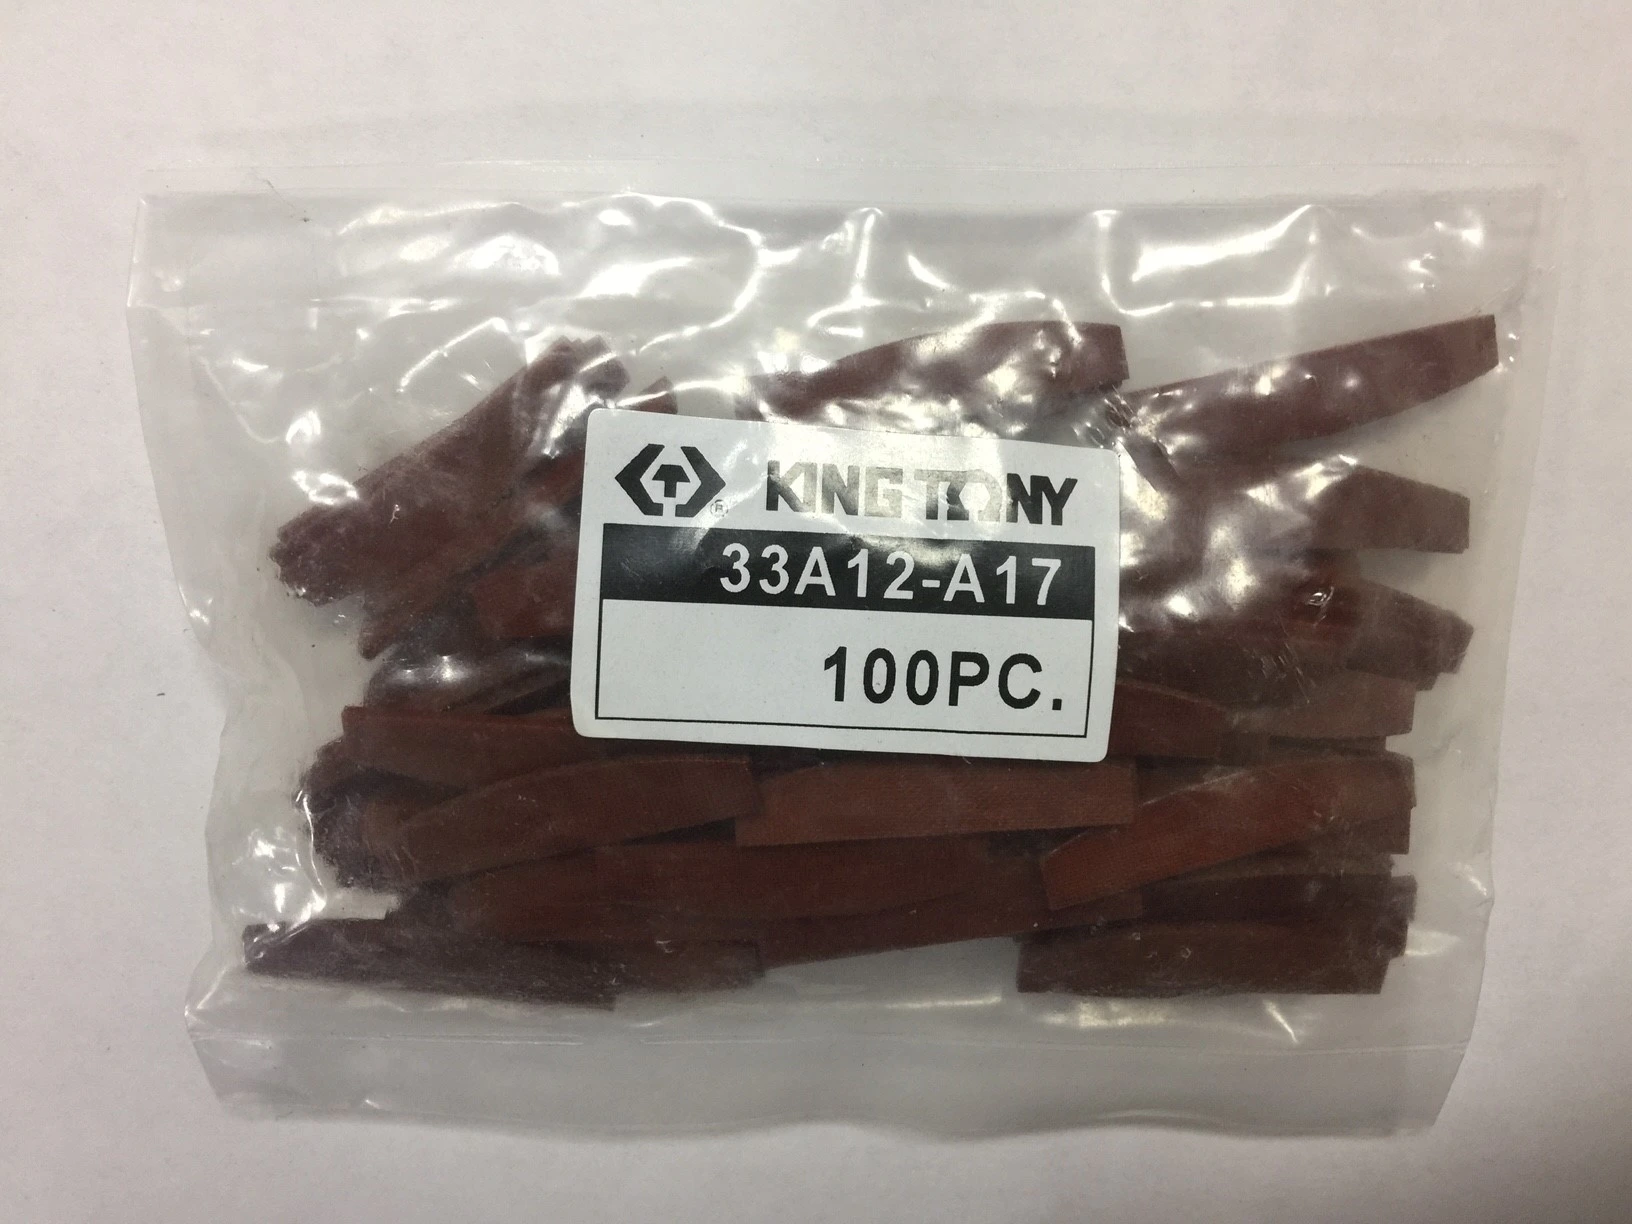 ® KING TONY
33A12-A17
100PC.